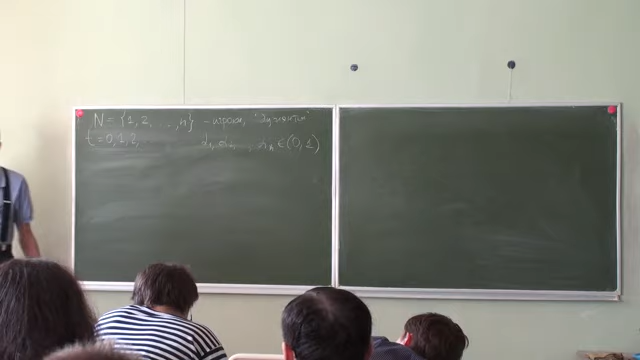 N = {1, 2, ..., n} – игроки, "агенты"
t = 0, 1, 2, α₁, α₂, ..., αₙ ∈ (0, 1)